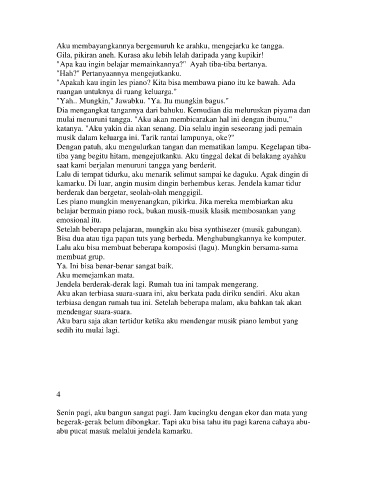 Aku membayangkannya bergemuruh ke arahku, mengejarku ke tangga.
Gila, pikiran aneh. Kurasa aku lebih lelah daripada yang kupikir!
"Apa kau ingin belajar memainkannya?" Ayah tiba-tiba bertanya.
"Hah?" Pertanyaannya mengejutkanku.
"Apakah kau ingin les piano? Kita bisa membawa piano itu ke bawah. Ada
ruangan untuknya di ruang keluarga."
"Yah.. Mungkin," Jawabku. "Ya. Itu mungkin bagus."
Dia mengangkat tangannya dari bahuku. Kemudian dia meluruskan piyama dan
mulai menuruni tangga. "Aku akan membicarakan hal ini dengan ibumu,"
katanya. "Aku yakin dia akan senang. Dia selalu ingin seseorang jadi pemain
musik dalam keluarga ini. Tarik rantai lampunya, oke?"
Dengan patuh, aku mengulurkan tangan dan mematikan lampu. Kegelapan tiba-
tiba yang begitu hitam, mengejutkanku. Aku tinggal dekat di belakang ayahku
saat kami berjalan menuruni tangga yang berderit.
Lalu di tempat tidurku, aku menarik selimut sampai ke daguku. Agak dingin di
kamarku. Di luar, angin musim dingin berhembus keras. Jendela kamar tidur
berderak dan bergetar, seolah-olah menggigil.
Les piano mungkin menyenangkan, pikirku. Jika mereka membiarkan aku
belajar bermain piano rock, bukan musik-musik klasik membosankan yang
emosional itu.
Setelah beberapa pelajaran, mungkin aku bisa synthisezer (musik gabungan).
Bisa dua atau tiga papan tuts yang berbeda. Menghubungkannya ke komputer.
Lalu aku bisa membuat beberapa komposisi (lagu). Mungkin bersama-sama
membuat grup.
Ya. Ini bisa benar-benar sangat baik.
Aku memejamkan mata.
Jendela berderak-derak lagi. Rumah tua ini tampak mengerang.
Aku akan terbiasa suara-suara ini, aku berkata pada diriku sendiri. Aku akan
terbiasa dengan rumah tua ini. Setelah beberapa malam, aku bahkan tak akan
mendengar suara-suara.
Aku baru saja akan tertidur ketika aku mendengar musik piano lembut yang
sedih itu mulai lagi.
4
Senin pagi, aku bangun sangat pagi. Jam kucingku dengan ekor dan mata yang
begerak-gerak belum dibongkar. Tapi aku bisa tahu itu pagi karena cahaya abu-
abu pucat masuk melalui jendela kamarku.